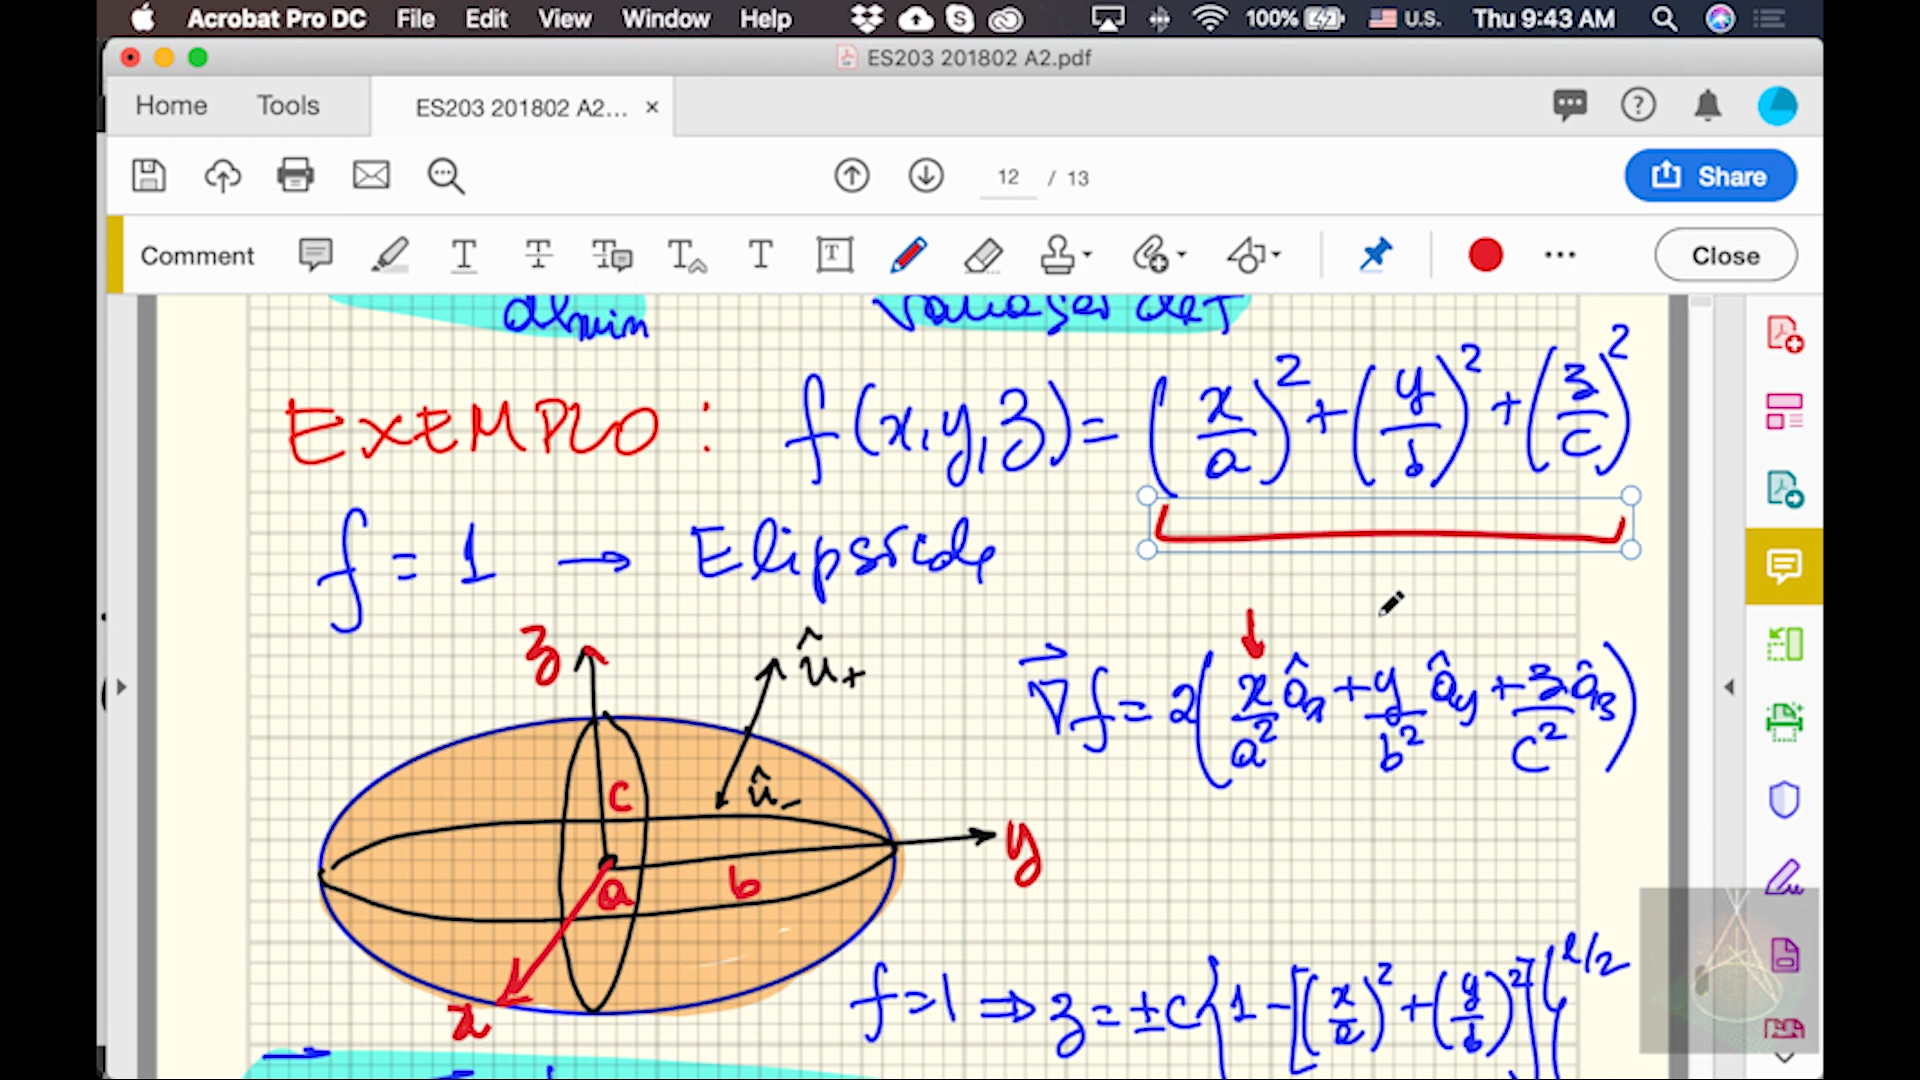 Acrobat Pro DC File Edit View Window Help 100% U.S. Thu 9:43 AM
ES203 201802 A2.pdf
Home Tools ES203 201802 A2... ×
12 / 13 Share
Comment Close
EXEMPLO : f(x,y,z) = (x/a)² + (y/b)² + (z/c)²
f = 1 → Elipsóide
z û₊
∇f = 2(x/a² âx + y/b² ây + z/c² âz)
c û₋
y
a b
x
f=1 ⇒ z = ±c{1 - [(x/a)² + (y/b)²]}^1/2